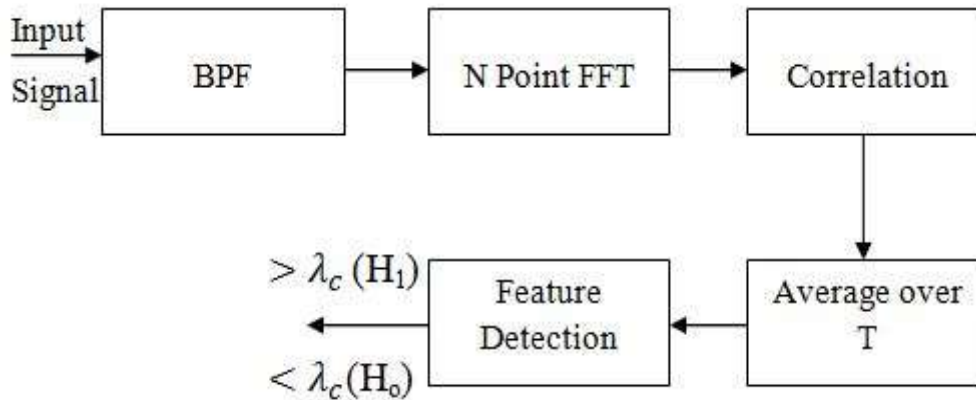 Input
Signal
BPF
N Point FFT
Correlation
Average over
T
Feature
Detection
> λc (H1)
< λc(Ho)